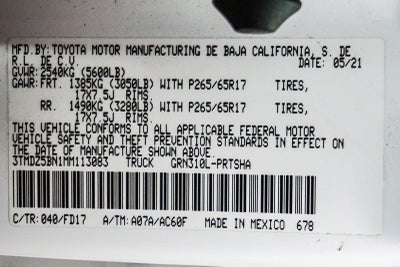 MFD.BY:TOYOTA MOTOR MANUFACTURING DE BAJA CALIFORNIA, S. DE
R.L. DE C.V. DATE: 05/21
GVWR: 2540KG (5600LB)
GAWR: FRT. 1385KG (3050LB) WITH P265/65R17 TIRES,
17X7.5J RIMS,
RR. 1490KG (3280LB) WITH P265/65R17 TIRES,
17X7.5J RIMS.
THIS VEHICLE CONFORMS TO ALL APPLICABLE FEDERAL MOTOR
VEHICLE SAFETY AND THEFT PREVENTION STANDARDS IN EFFECT ON
THE DATE OF MANUFACTURE SHOWN ABOVE.
3TMDZ5BN1MM113083 TRUCK GRN310L-PRTSHA
C/TR: 040/FD17 A/TM: A07A/AC60F MADE IN MEXICO 678